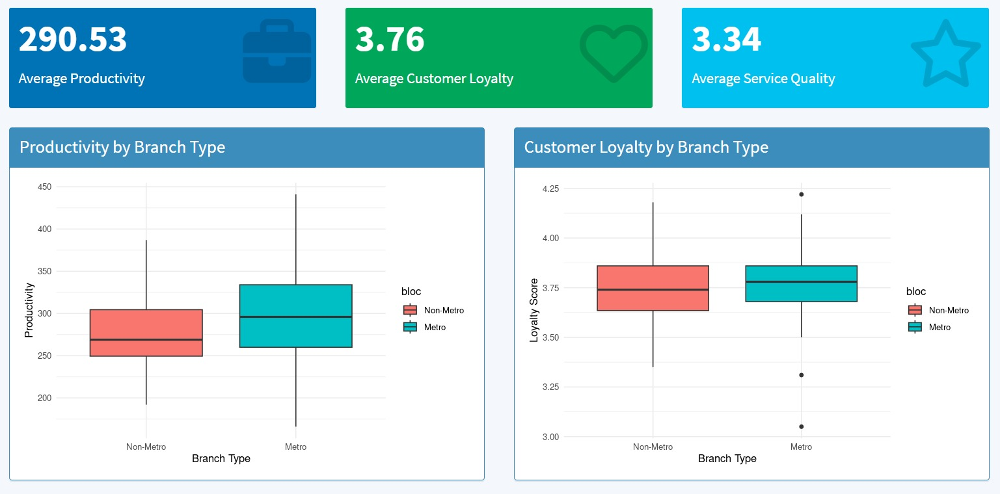 290.53
Average Productivity
3.76
Average Customer Loyalty
3.34
Average Service Quality
Productivity by Branch Type
450
400
350
300
250
200
Productivity
Non-Metro
Metro
Branch Type
bloc
Non-Metro
Metro
Customer Loyalty by Branch Type
4.25
4.00
3.75
3.50
3.25
3.00
Loyalty Score
Non-Metro
Metro
Branch Type
bloc
Non-Metro
Metro